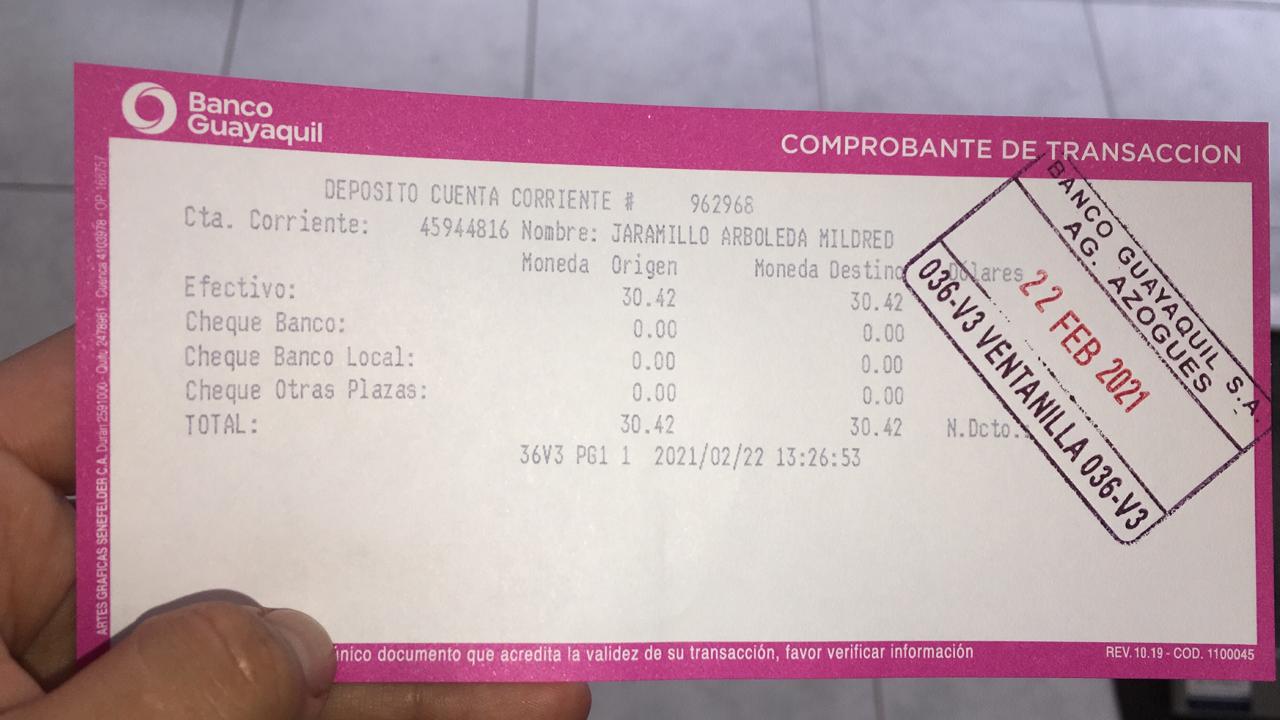 Banco
Guayaquil
COMPROBANTE DE TRANSACCION
DEPOSITO CUENTA CORRIENTE # 962968
Cta. Corriente: 45944816 Nombre: JARAMILLO ARBOLEDA MILDRED
Moneda Origen Moneda Destino Dólares
Efectivo: 30.42 30.42
Cheque Banco: 0.00 0.00
Cheque Banco Local: 0.00 0.00
Cheque Otras Plazas: 0.00 0.00
TOTAL: 30.42 30.42 N.Dcto.:
36V3 PG1 1 2021/02/22 13:26:53
BANCO GUAYAQUIL S.A.
AG. AZOGUES
22 FEB 2021
036-V3 VENTANILLA 036-V3
único documento que acredita la validez de su transacción, favor verificar información
REV. 10.19 - COD. 1100045
ARTES GRAFICAS SENEFELDER C.A. Durán 2591000 - Quito 2478961 - Cuenca 4103978 - OP 168757